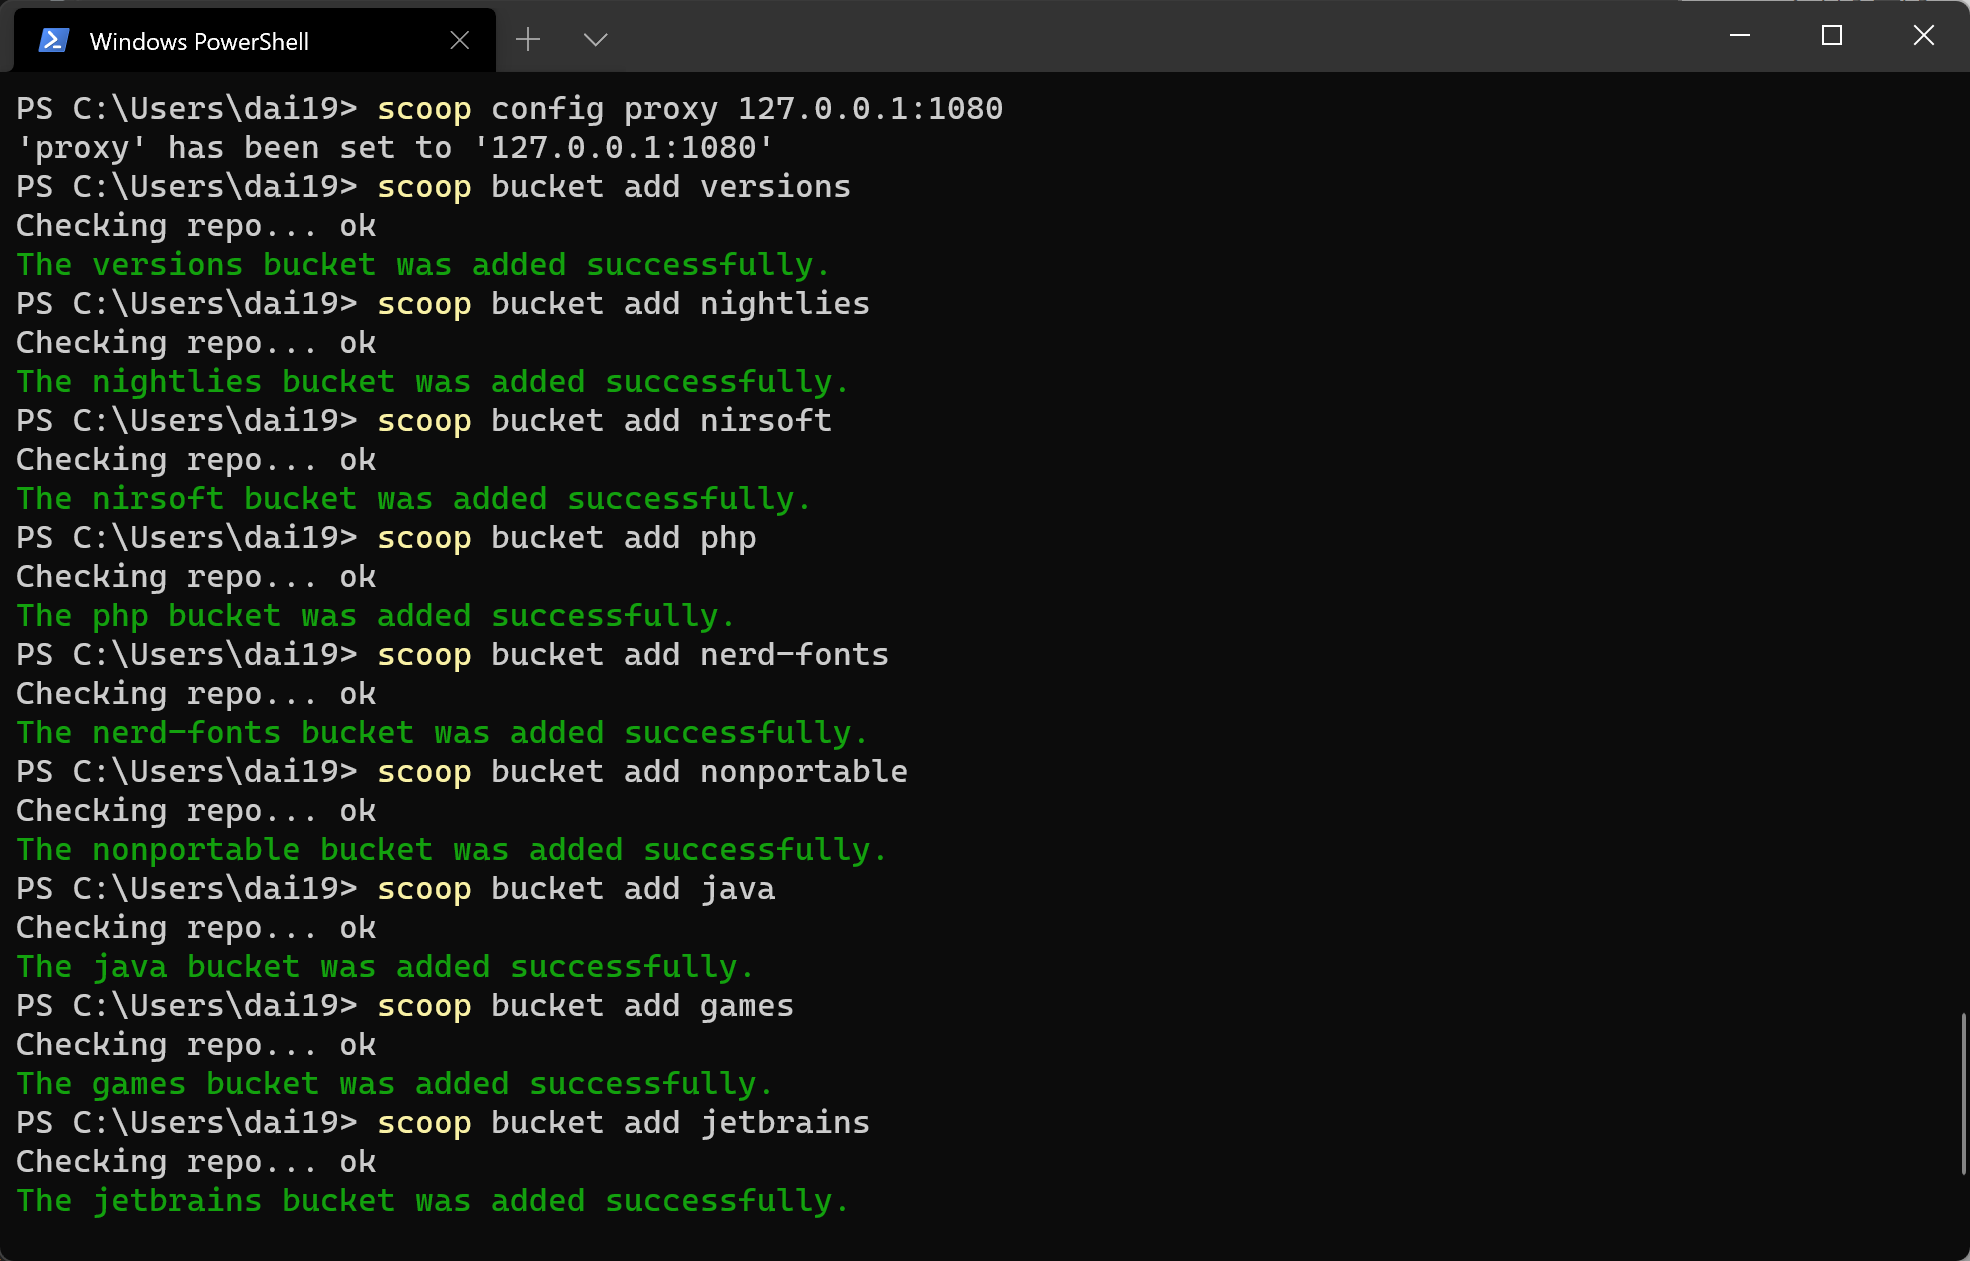 Windows PowerShell
PS C:\Users\dai19> scoop config proxy 127.0.0.1:1080
'proxy' has been set to '127.0.0.1:1080'
PS C:\Users\dai19> scoop bucket add versions
Checking repo... ok
The versions bucket was added successfully.
PS C:\Users\dai19> scoop bucket add nightlies
Checking repo... ok
The nightlies bucket was added successfully.
PS C:\Users\dai19> scoop bucket add nirsoft
Checking repo... ok
The nirsoft bucket was added successfully.
PS C:\Users\dai19> scoop bucket add php
Checking repo... ok
The php bucket was added successfully.
PS C:\Users\dai19> scoop bucket add nerd-fonts
Checking repo... ok
The nerd-fonts bucket was added successfully.
PS C:\Users\dai19> scoop bucket add nonportable
Checking repo... ok
The nonportable bucket was added successfully.
PS C:\Users\dai19> scoop bucket add java
Checking repo... ok
The java bucket was added successfully.
PS C:\Users\dai19> scoop bucket add games
Checking repo... ok
The games bucket was added successfully.
PS C:\Users\dai19> scoop bucket add jetbrains
Checking repo... ok
The jetbrains bucket was added successfully.